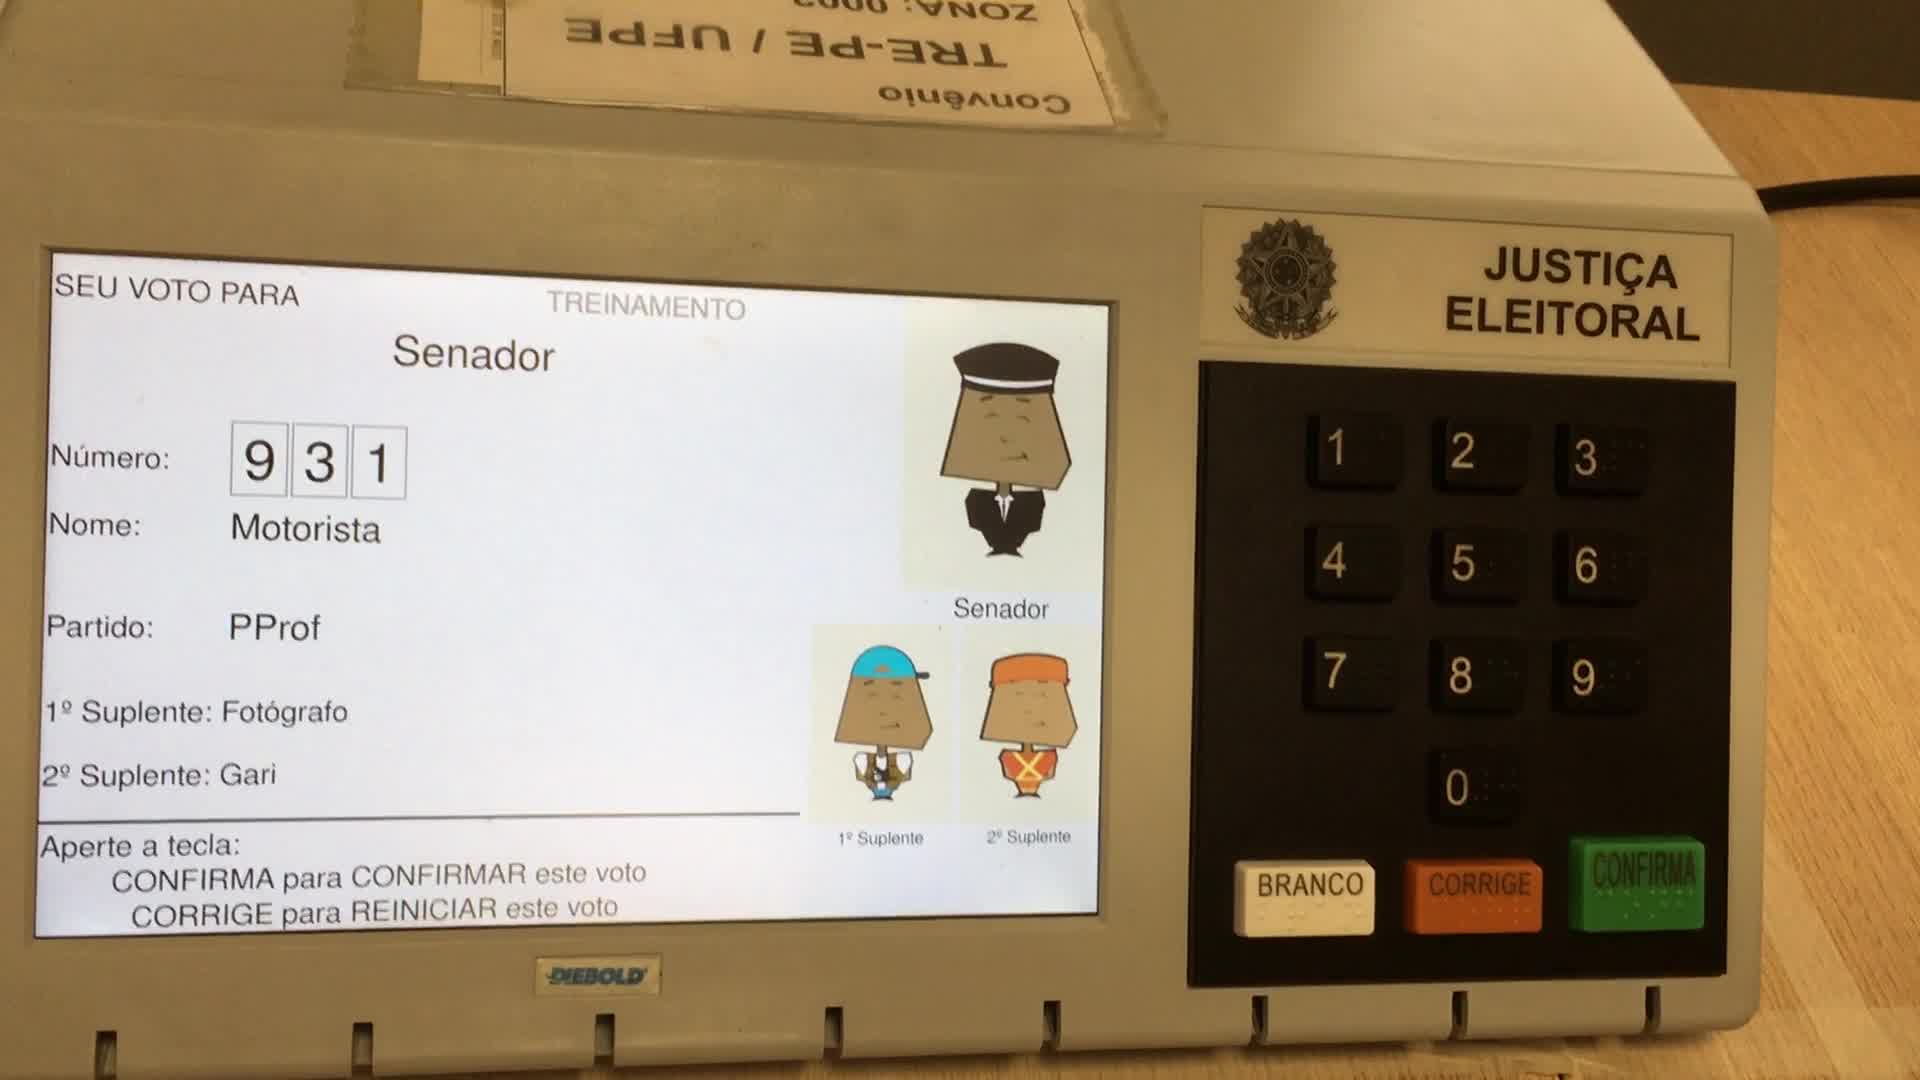 ZONA: 0002
TRE-PE / UFPE
Convênio
SEU VOTO PARA
TREINAMENTO
Senador
Número: 9 3 1
Nome: Motorista
Partido: PProf
1º Suplente: Fotógrafo
2º Suplente: Gari
Senador
1º Suplente
2º Suplente
Aperte a tecla:
CONFIRMA para CONFIRMAR este voto
CORRIGE para REINICIAR este voto
DIEBOLD
JUSTIÇA
ELEITORAL
1 2 3
4 5 6
7 8 9
0
BRANCO CORRIGE CONFIRMA